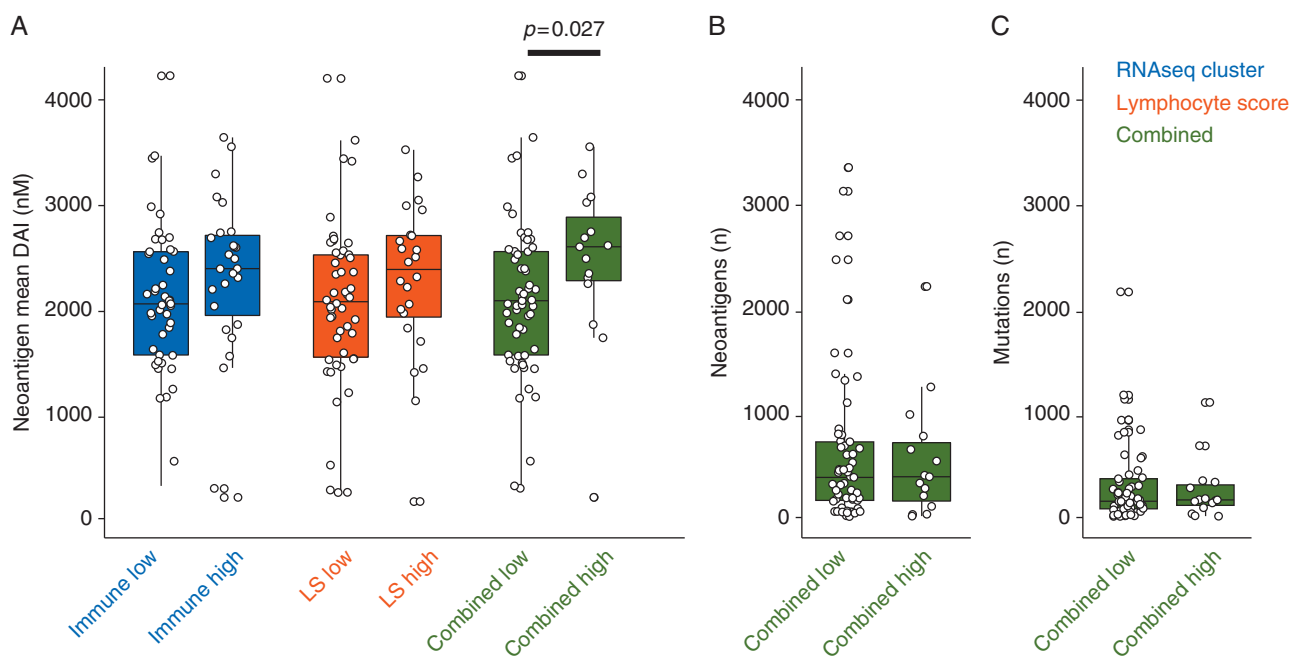 A
B
C
p=0.027
RNAseq cluster
Lymphocyte score
Combined
Neoantigen mean DAI (nM)
4000
3000
2000
1000
0
Immune low
Immune high
LS low
LS high
Combined low
Combined high
Neoantigens (n)
4000
3000
2000
1000
0
Combined low
Combined high
Mutations (n)
4000
3000
2000
1000
0
Combined low
Combined high